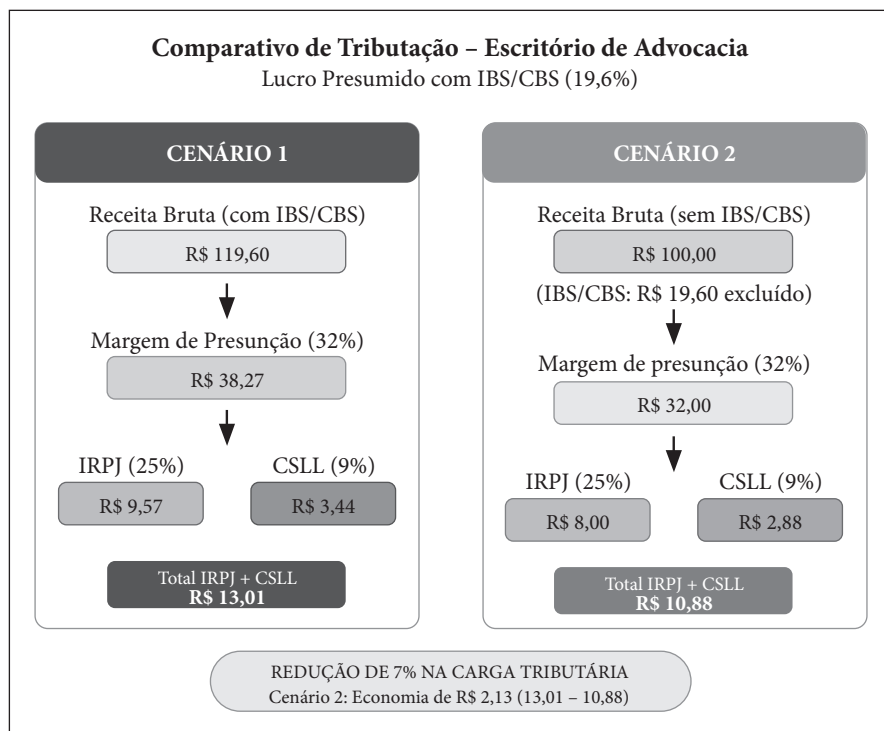 Comparativo de Tributação – Escritório de Advocacia
Lucro Presumido com IBS/CBS (19,6%)
CENÁRIO 1
Receita Bruta (com IBS/CBS)
R$ 119,60
Margem de Presunção (32%)
R$ 38,27
IRPJ (25%)
CSLL (9%)
R$ 9,57
R$ 3,44
Total IRPJ + CSLL
R$ 13,01
CENÁRIO 2
Receita Bruta (sem IBS/CBS)
R$ 100,00
(IBS/CBS: R$ 19,60 excluído)
Margem de presunção (32%)
R$ 32,00
IRPJ (25%)
CSLL (9%)
R$ 8,00
R$ 2,88
Total IRPJ + CSLL
R$ 10,88
REDUÇÃO DE 7% NA CARGA TRIBUTÁRIA
Cenário 2: Economia de R$ 2,13 (13,01 – 10,88)